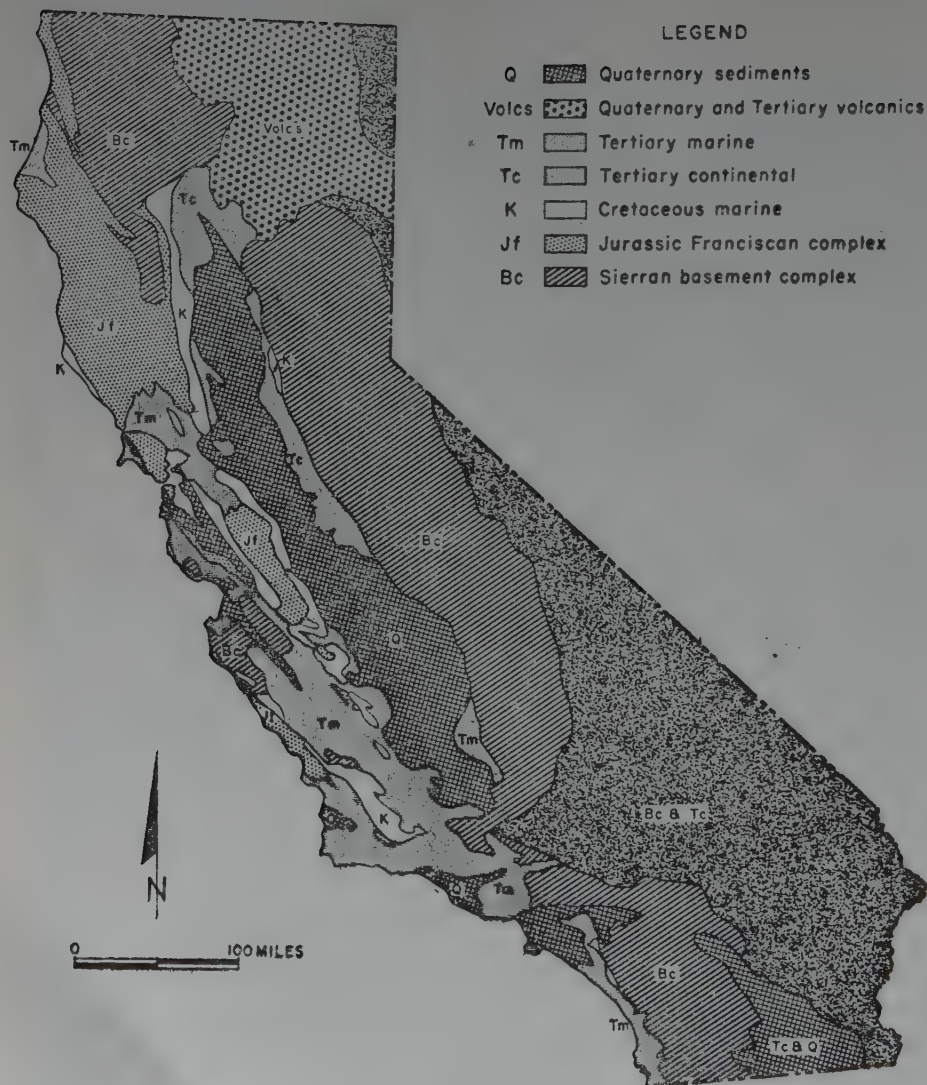 LEGEND
Q Quaternary sediments
Volcs Quaternary and Tertiary volcanics
Tm Tertiary marine
Tc Tertiary continental
K Cretaceous marine
Jf Jurassic Franciscan complex
Bc Sierran basement complex
Volcs
Tm
Bc
Tc
K
Jf
K
K
Tm
Tc
Jf
Bc
Q
Bc
Tm
Tm
Bc & Tc
K
N
Q
Tm
0 100 MILES
Bc
Tm
Tc & Q